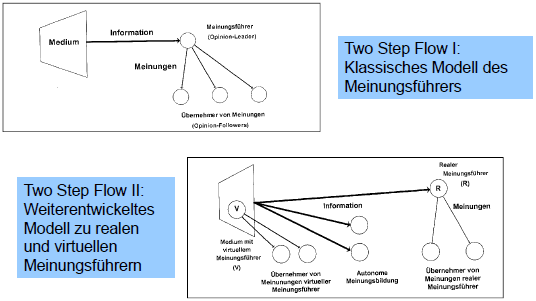 Medium
Information
Meinungsführer
(Opinion-Leader)
Meinungen
Übernehmer von Meinungen
(Opinion-Followers)
Two Step Flow I:
Klassisches Modell des
Meinungsführers
Two Step Flow II:
Weiterentwickeltes
Modell zu realen
und virtuellen
Meinungsführern
V
Medium mit
virtuellem
Meinungsführer
(V)
Information
R
Realer
Meinungsführer
(R)
Meinungen
Übernehmer von
Meinunungen virtueller
Meinungsführer
Autonome
Meinungsbildung
Übernehmer von
Meinungen realer
Meinungsführer